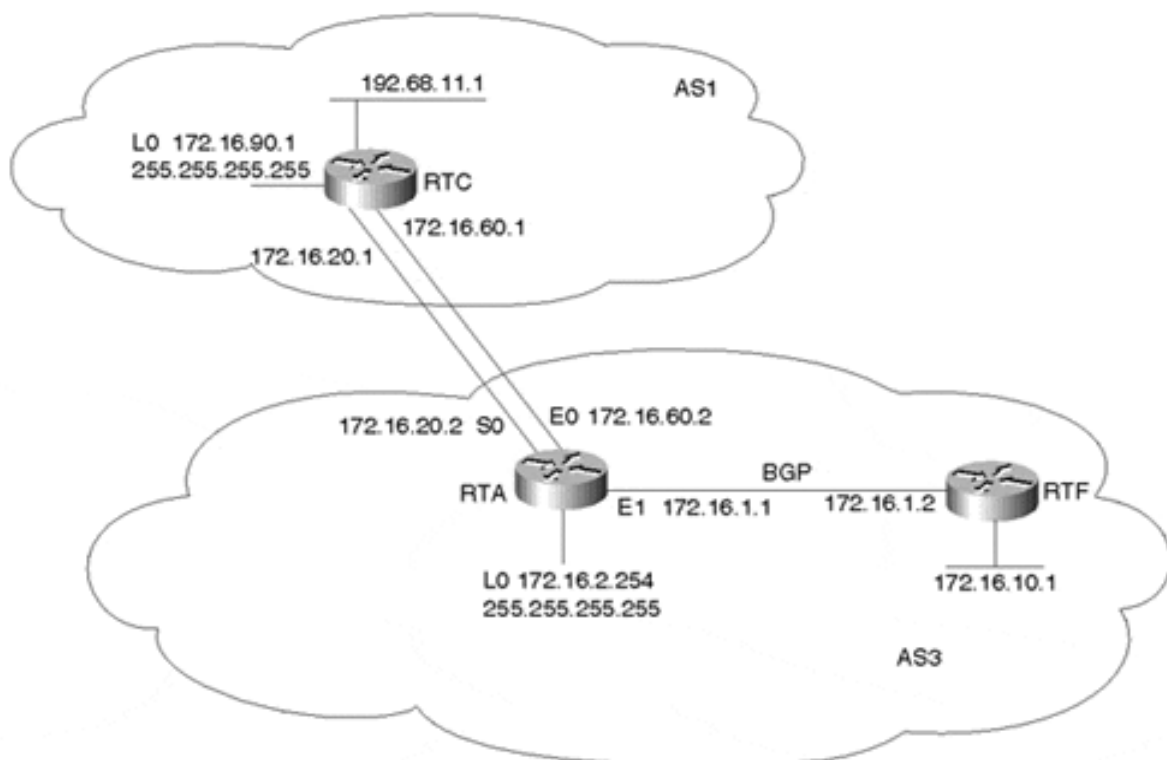 192.68.11.1
AS1
L0 172.16.90.1
255.255.255.255
RTC
172.16.60.1
172.16.20.1
172.16.20.2 S0
E0 172.16.60.2
RTA
BGP
RTF
E1 172.16.1.1
172.16.1.2
L0 172.16.2.254
255.255.255.255
172.16.10.1
AS3